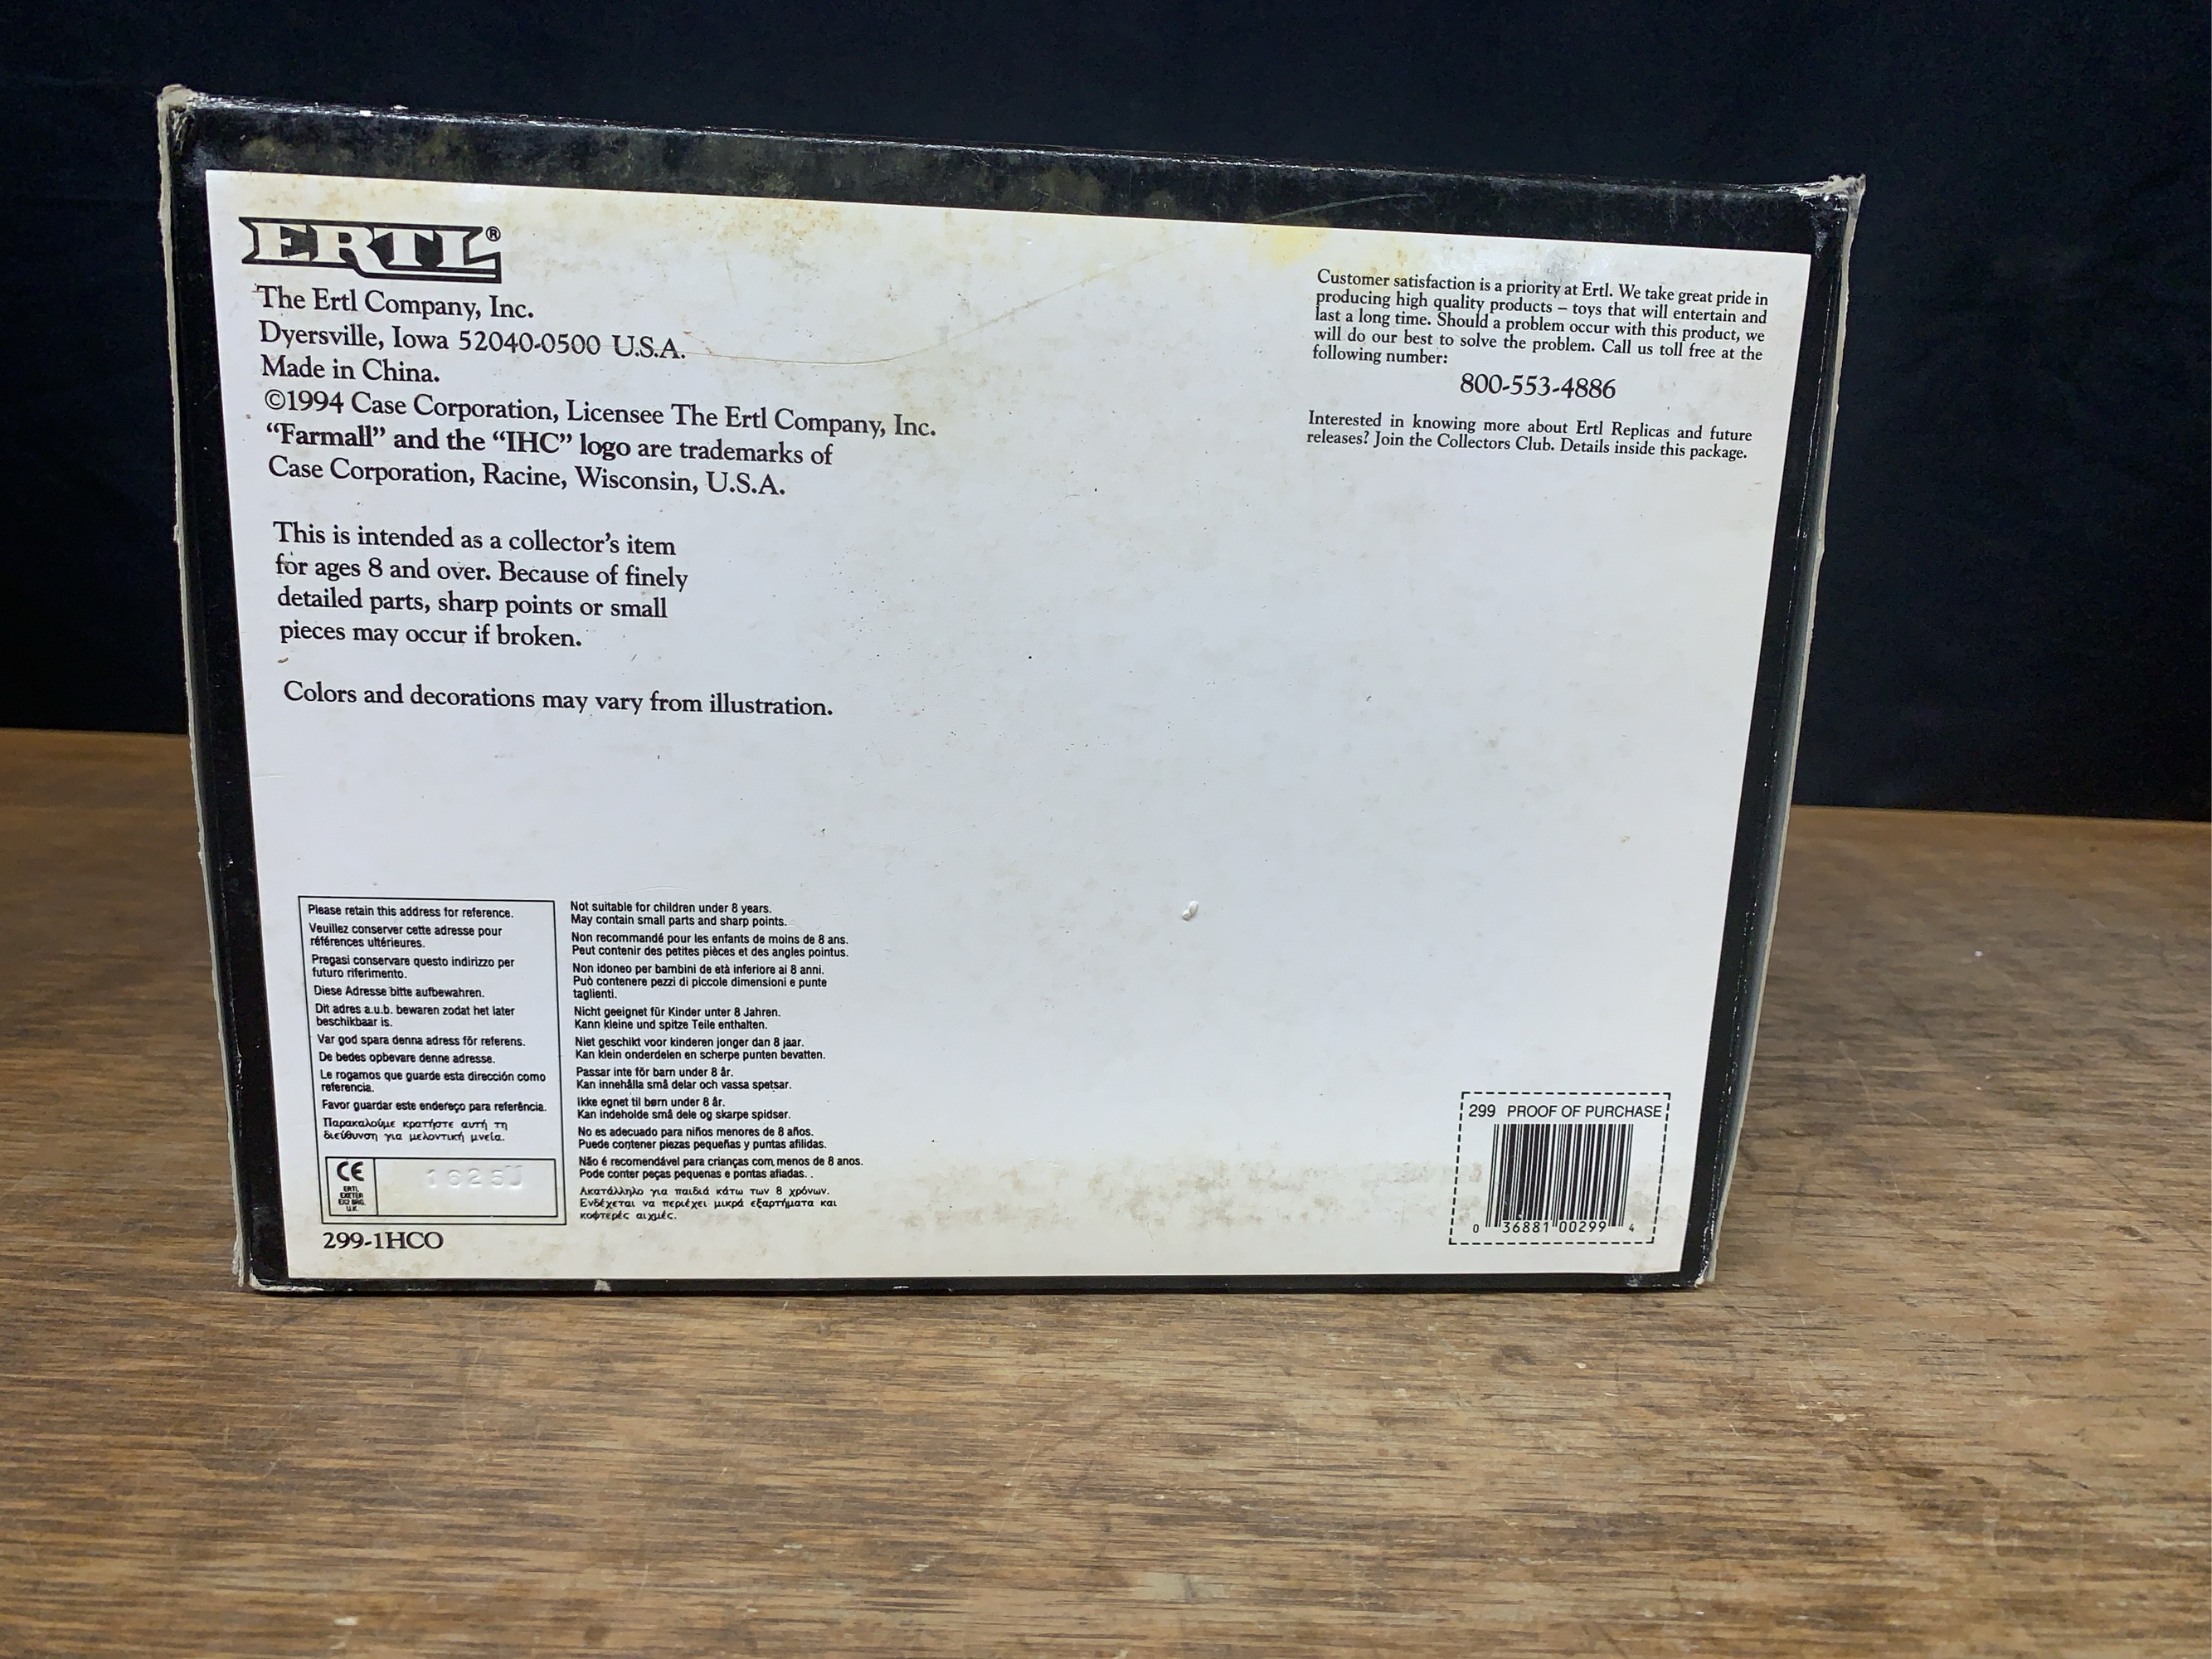 ERTL®
The Ertl Company, Inc.
Dyersville, Iowa 52040-0500 U.S.A.
Made in China.
©1994 Case Corporation, Licensee The Ertl Company, Inc.
“Farmall” and the “IHC” logo are trademarks of
Case Corporation, Racine, Wisconsin, U.S.A.
This is intended as a collector’s item
for ages 8 and over. Because of finely
detailed parts, sharp points or small
pieces may occur if broken.
Colors and decorations may vary from illustration.
Customer satisfaction is a priority at Ertl. We take great pride in
producing high quality products – toys that will entertain and
last a long time. Should a problem occur with this product, we
will do our best to solve the problem. Call us toll free at the
following number:
800-553-4886
Interested in knowing more about Ertl Replicas and future
releases? Join the Collectors Club. Details inside this package.
Please retain this address for reference.
Veuillez conserver cette adresse pour
références ultérieures.
Pregasi conservare questo indirizzo per
futuro riferimento.
Diese Adresse bitte aufbewahren.
Dit adres a.u.b. bewaren zodat het later
beschikbaar is.
Var god spara denna adress för referens.
De bedes opbevare denne adresse.
Le rogamos que guarde esta dirección como
referencia.
Favor guardar este endereço para referência.
Παρακαλούμε κρατήστε αυτή τη
διεύθυνση για μελοντική μνεία.
CE
ERTL
EXETER
U.K.
1625J
299-1HCO
Not suitable for children under 8 years.
May contain small parts and sharp points.
Non recommandé pour les enfants de moins de 8 ans.
Peut contenir des petites pièces et des angles pointus.
Non idoneo per bambini de età inferiore ai 8 anni.
Può contenere pezzi di piccole dimensioni e punte
taglienti.
Nicht geeignet für Kinder unter 8 Jahren.
Kann kleine und spitze Teile enthalten.
Niet geschikt voor kinderen jonger dan 8 jaar.
Kan klein onderdelen en scherpe punten bevatten.
Passar inte för barn under 8 år.
Kan innehålla små delar och vassa spetsar.
Ikke egnet til børn under 8 år.
Kan indeholde små dele og skarpe spidser.
No es adecuado para niños menores de 8 años.
Puede contener piezas pequeñas y puntas afilidas.
Não é recomendável para crianças com menos de 8 anos.
Pode conter peças pequenas e pontas afiadas.
Ακατάλληλο για παιδιά κάτω των 8 χρόνων.
Ενδέχεται να περιέχει μικρά εξαρτήματα και
κοφτερές αιχμές.
299 PROOF OF PURCHASE
0 36881 00299 4